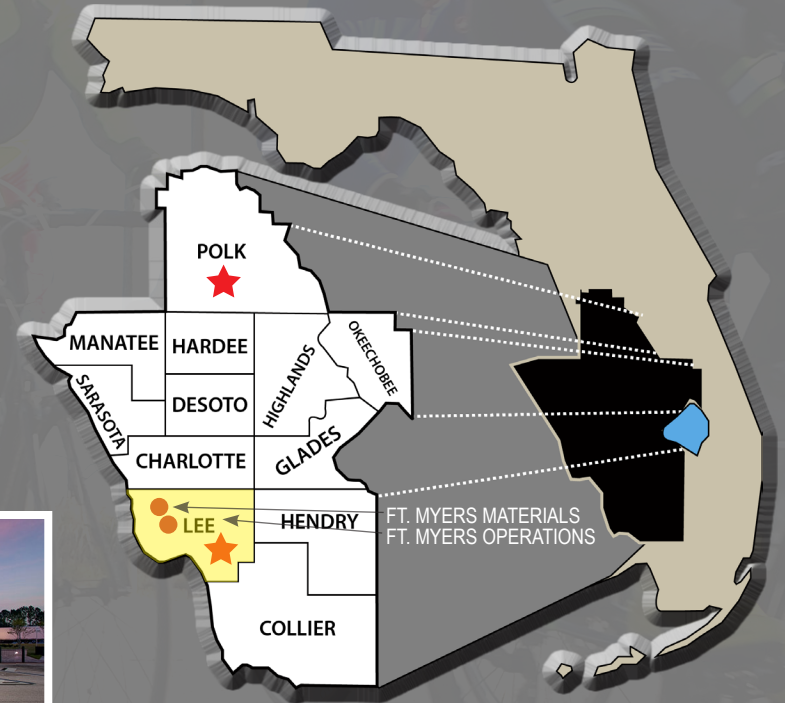 POLK
MANATEE
HARDEE
HIGHLANDS
OKEECHOBEE
SARASOTA
DESOTO
CHARLOTTE
GLADES
LEE
HENDRY
FT. MYERS MATERIALS
FT. MYERS OPERATIONS
COLLIER